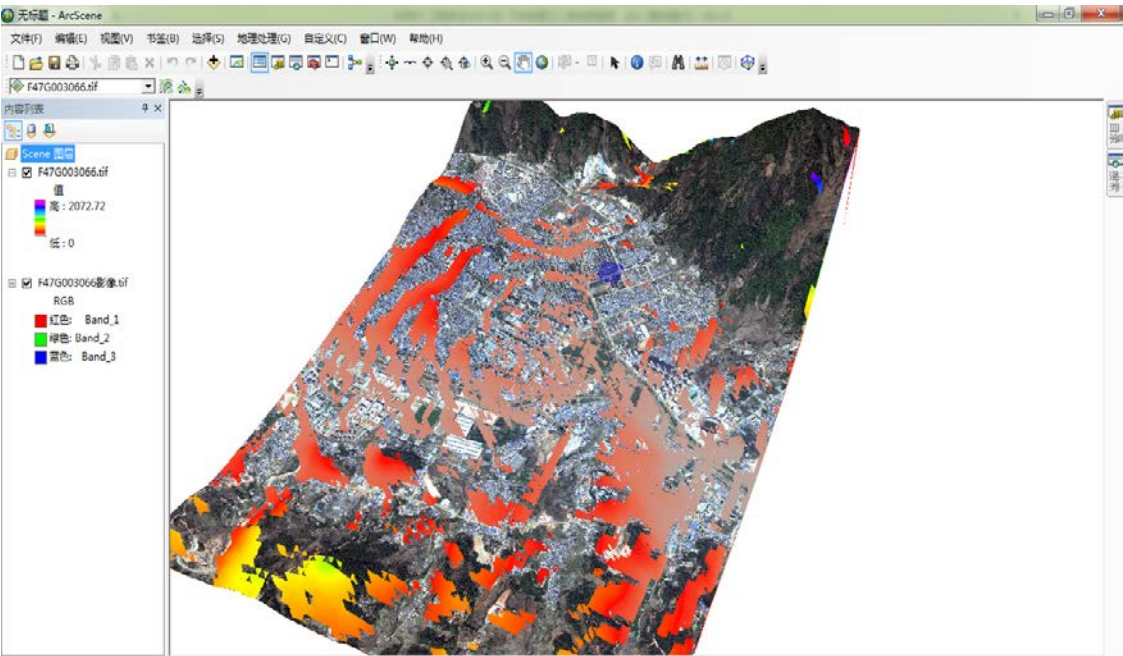 无标题 - ArcScene
文件(F) 编辑(E) 视图(V) 书签(B) 选择(S) 地理处理(G) 自定义(C) 窗口(W) 帮助(H)
F47G003066.tif
内容列表
Scene 图层
F47G003066.tif
值
高 : 2072.72
低 : 0
F47G003066影像.tif
RGB
红色: Band_1
绿色: Band_2
蓝色: Band_3